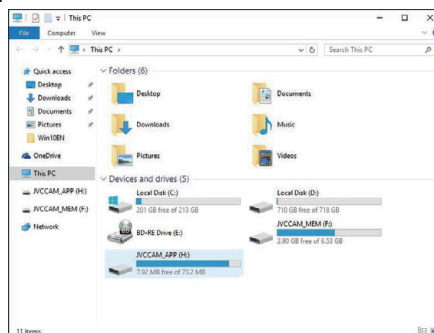 This PC
File Computer View
This PC
Search This PC
Quick access
Desktop
Downloads
Documents
Pictures
Win10EN
OneDrive
This PC
JVCCAM_APP (H:)
JVCCAM_MEM (F:)
Network
Folders (6)
Desktop
Documents
Downloads
Music
Pictures
Videos
Devices and drives (5)
Local Disk (C:)
201 GB free of 213 GB
Local Disk (D:)
710 GB free of 718 GB
BD-RE Drive (E:)
JVCCAM_MEM (F:)
2.90 GB free of 6.53 GB
JVCCAM_APP (H:)
7.92 MB free of 73.2 MB
11 items